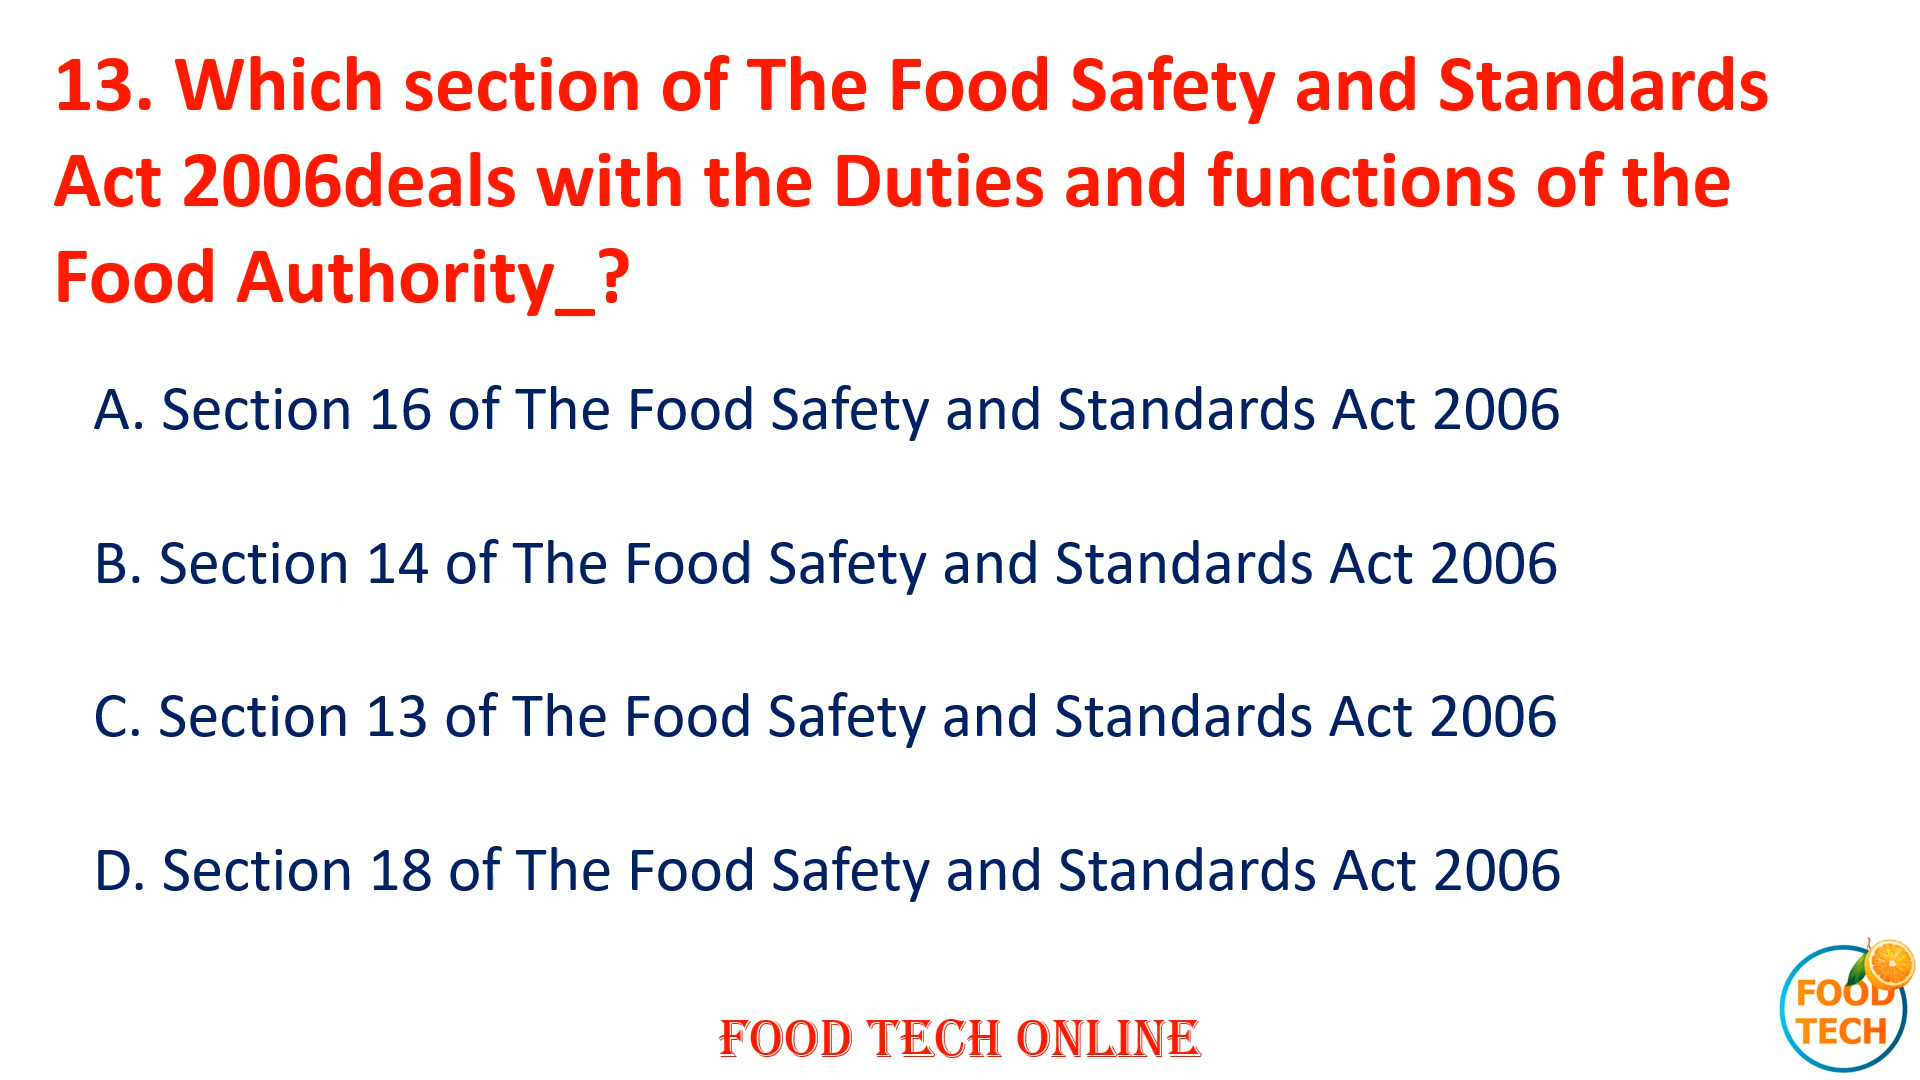 13. Which section of The Food Safety and Standards
Act 2006deals with the Duties and functions of the
Food Authority_?
A. Section 16 of The Food Safety and Standards Act 2006
B. Section 14 of The Food Safety and Standards Act 2006
C. Section 13 of The Food Safety and Standards Act 2006
D. Section 18 of The Food Safety and Standards Act 2006
FOOD
TECH
FOOD TECH ONLINE